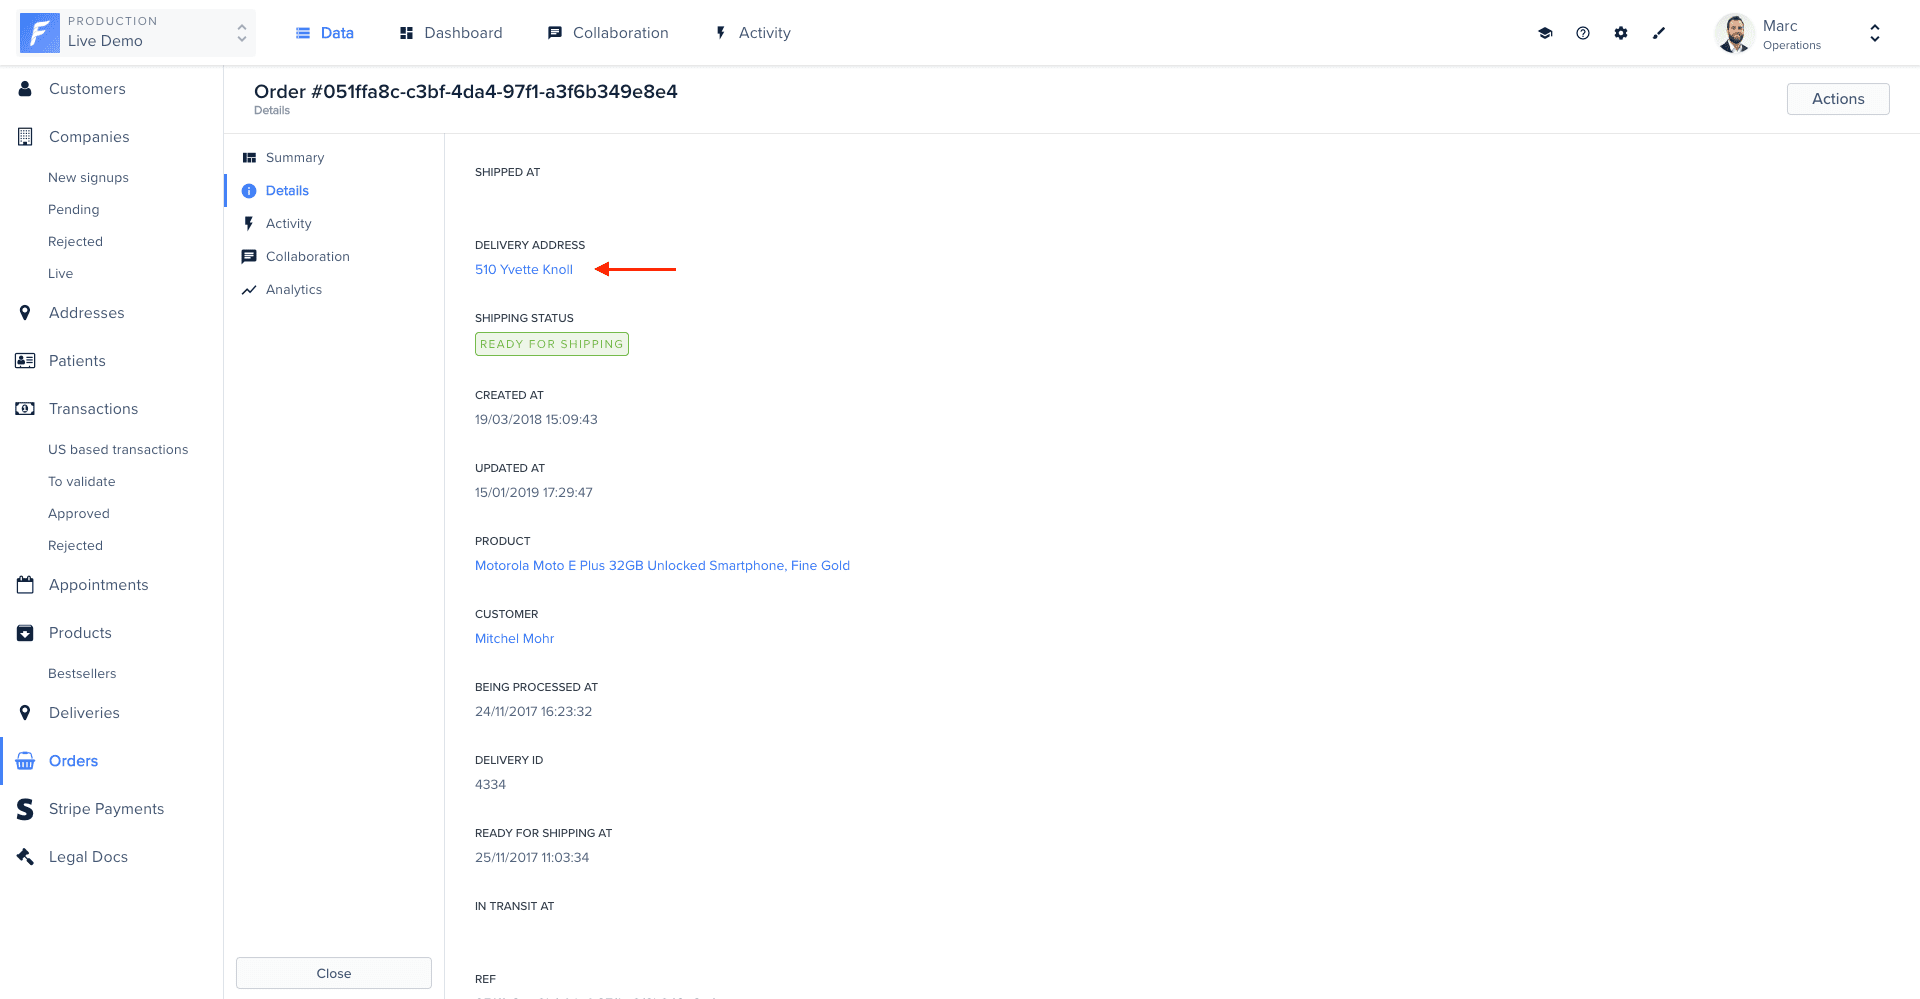 PRODUCTION
Live Demo
Data
Dashboard
Collaboration
Activity
Marc
Operations
Customers
Companies
New signups
Pending
Rejected
Live
Addresses
Patients
Transactions
US based transactions
To validate
Approved
Rejected
Appointments
Products
Bestsellers
Deliveries
Orders
Stripe Payments
Legal Docs
Order #051ffa8c-c3bf-4da4-97f1-a3f6b349e8e4
Details
Actions
Summary
Details
Activity
Collaboration
Analytics
Close
SHIPPED AT
DELIVERY ADDRESS
510 Yvette Knoll
SHIPPING STATUS
READY FOR SHIPPING
CREATED AT
19/03/2018 15:09:43
UPDATED AT
15/01/2019 17:29:47
PRODUCT
Motorola Moto E Plus 32GB Unlocked Smartphone, Fine Gold
CUSTOMER
Mitchel Mohr
BEING PROCESSED AT
24/11/2017 16:23:32
DELIVERY ID
4334
READY FOR SHIPPING AT
25/11/2017 11:03:34
IN TRANSIT AT
REF